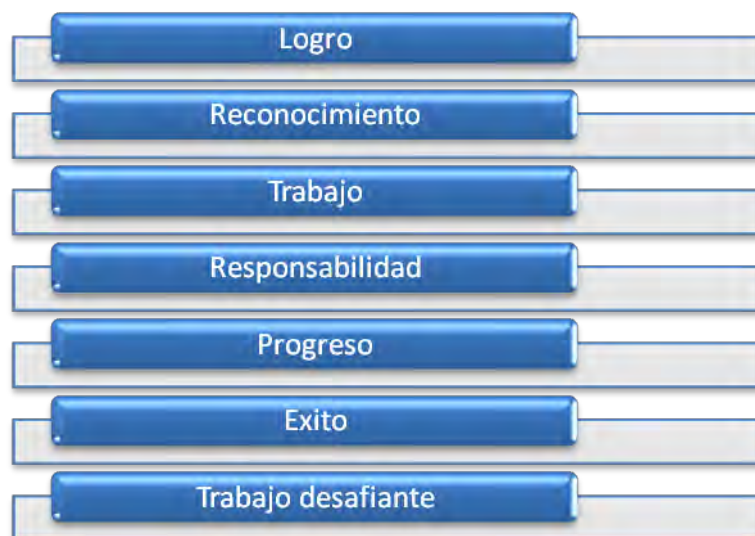 Logro
Reconocimiento
Trabajo
Responsabilidad
Progreso
Exito
Trabajo desafiante